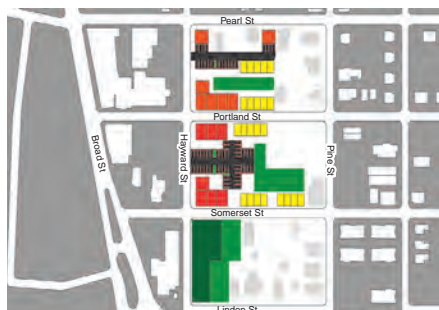 Pearl St
Portland St
Broad St
Hayward St
Pine St
Somerset St
Linden St